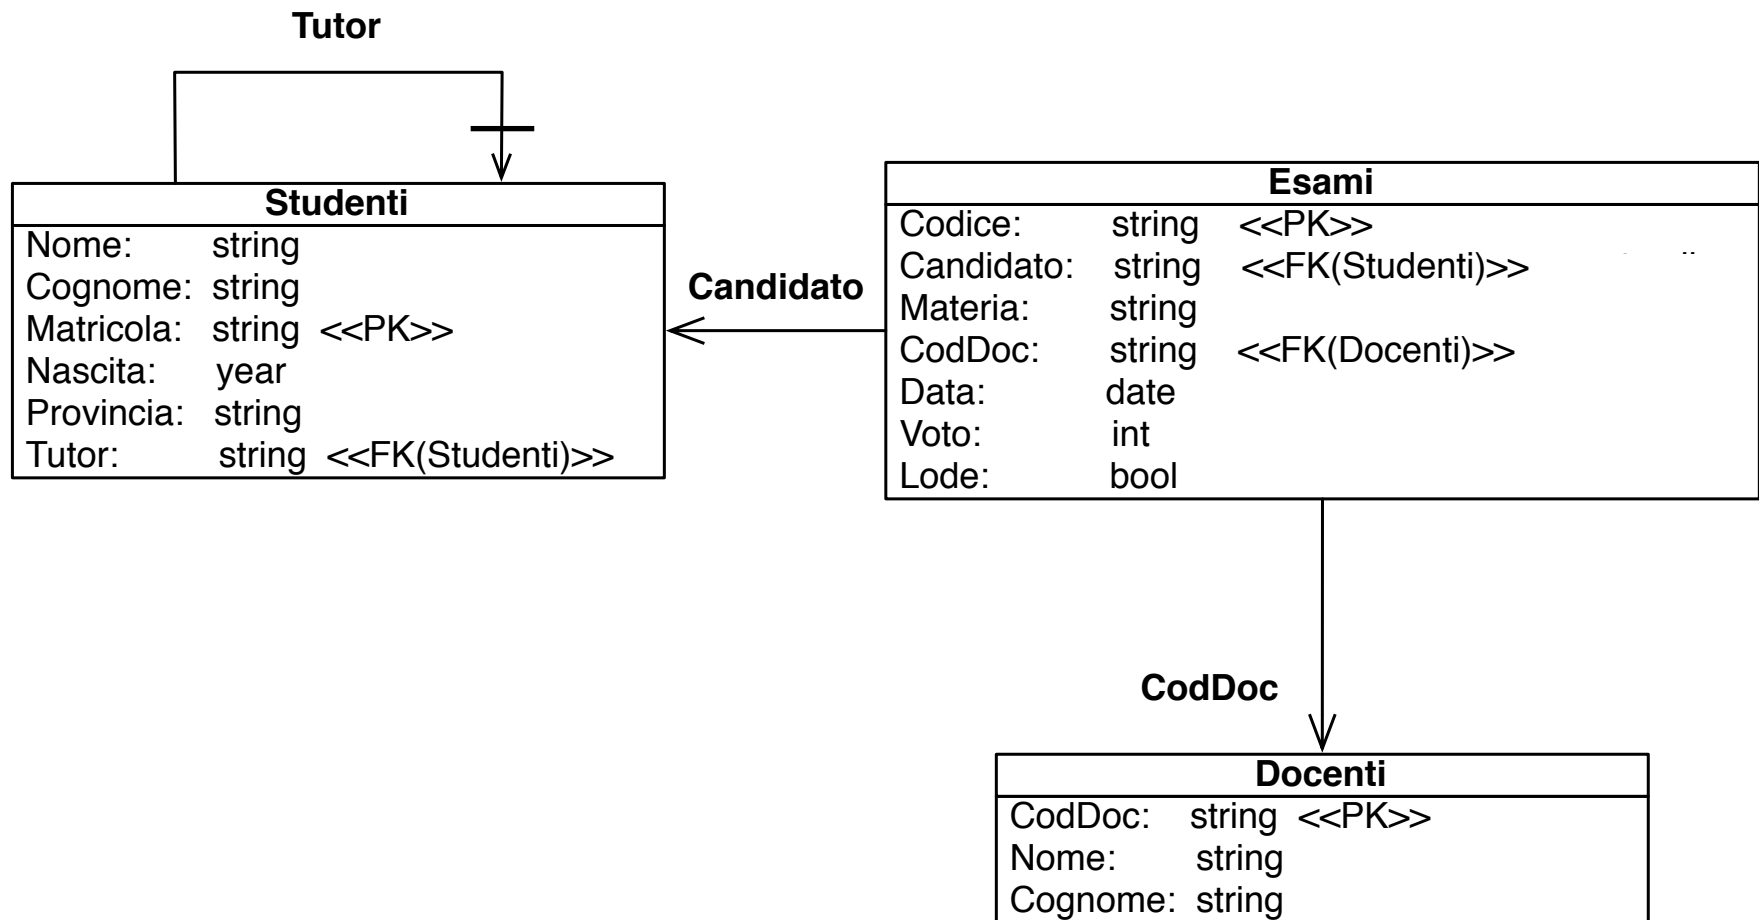 Tutor
Studenti
Nome: string
Cognome: string
Matricola: string <<PK>>
Nascita: year
Provincia: string
Tutor: string <<FK(Studenti)>>
Candidato
Esami
Codice: string <<PK>>
Candidato: string <<FK(Studenti)>>
Materia: string
CodDoc: string <<FK(Docenti)>>
Data: date
Voto: int
Lode: bool
CodDoc
Docenti
CodDoc: string <<PK>>
Nome: string
Cognome: string